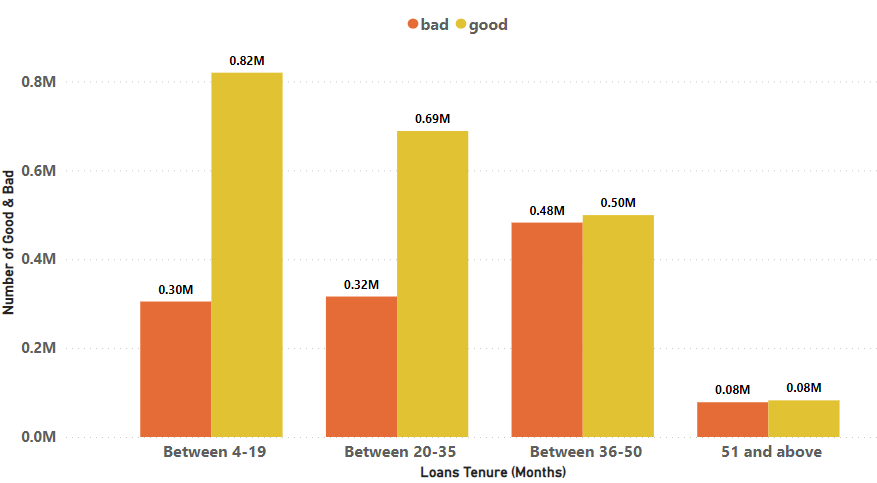 bad good
0.82M
0.8M
0.69M
0.6M
0.48M
0.50M
0.4M
0.30M
0.32M
0.2M
0.08M
0.08M
0.0M
Number of Good & Bad
Between 4-19
Between 20-35
Between 36-50
51 and above
Loans Tenure (Months)